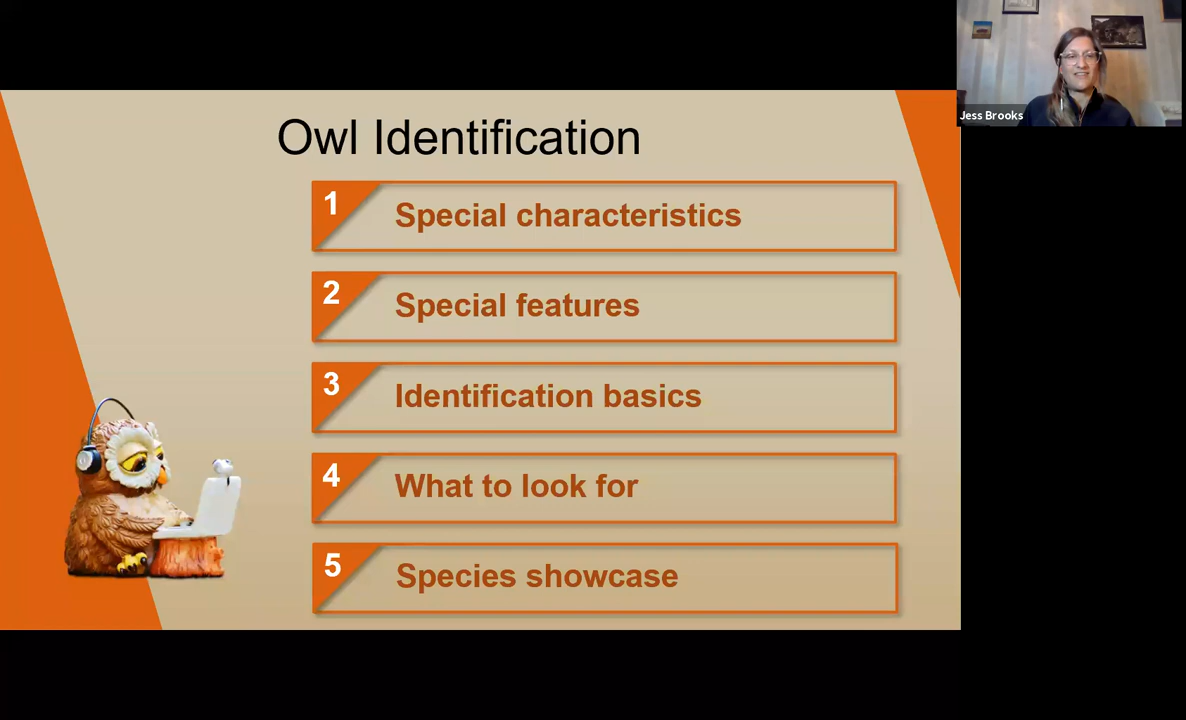 Jess Brooks
Owl Identification
1
Special characteristics
2
Special features
3
Identification basics
4
What to look for
5
Species showcase